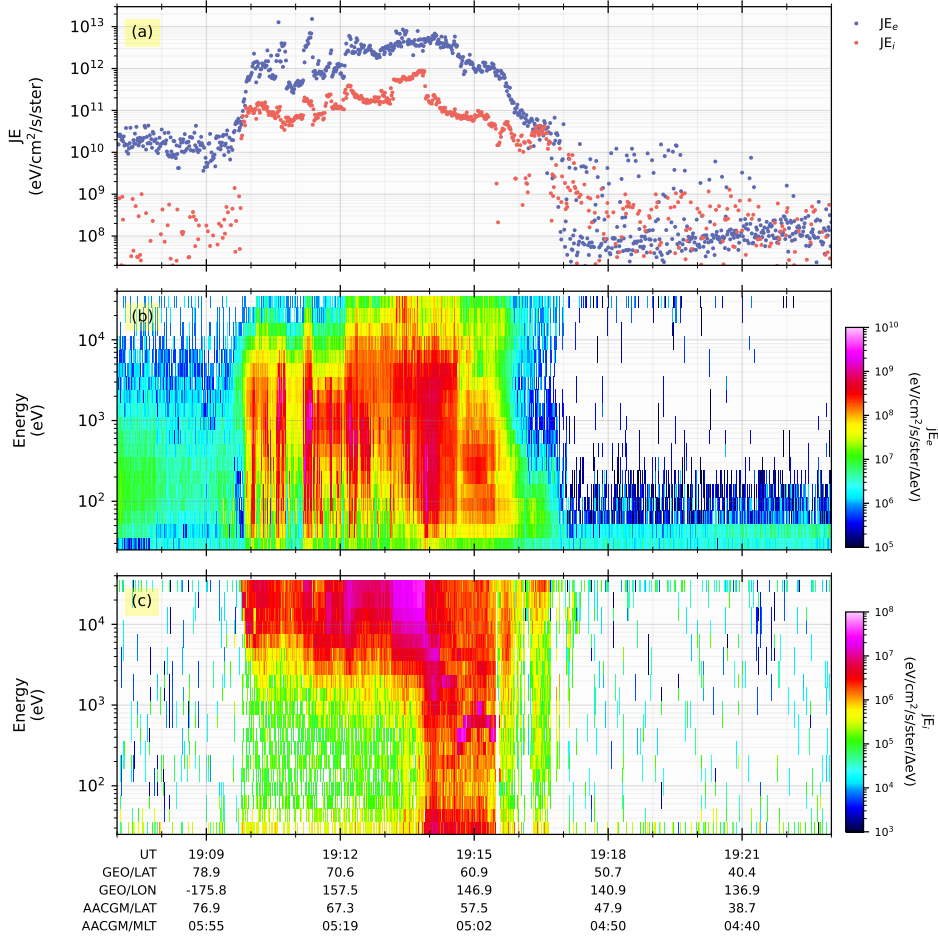 (a)
JEₑ
JEᵢ
10¹³
10¹²
10¹¹
10¹⁰
10⁹
10⁸
JE
(eV/cm²/s/ster)
(b)
10⁴
10³
10²
Energy
(eV)
10¹⁰
10⁹
10⁸
10⁷
10⁶
10⁵
jEₑ
(eV/cm²/s/ster/ΔeV)
(c)
10⁴
10³
10²
Energy
(eV)
10⁸
10⁷
10⁶
10⁵
10⁴
10³
jEᵢ
(eV/cm²/s/ster/ΔeV)
UT 19:09 19:12 19:15 19:18 19:21
GEO/LAT 78.9 70.6 60.9 50.7 40.4
GEO/LON -175.8 157.5 146.9 140.9 136.9
AACGM/LAT 76.9 67.3 57.5 47.9 38.7
AACGM/MLT 05:55 05:19 05:02 04:50 04:40